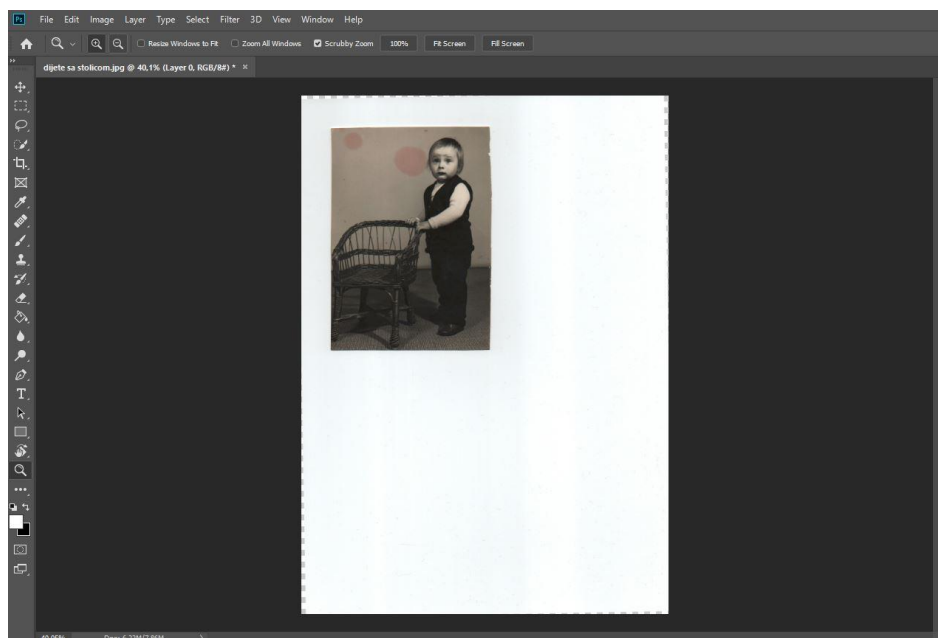 Ps File Edit Image Layer Type Select Filter 3D View Window Help
Resize Windows to Fit Zoom All Windows Scrubby Zoom 100% Fit Screen Fill Screen
dijete sa stolicom.jpg @ 40,1% (Layer 0, RGB/8#) * ×
T